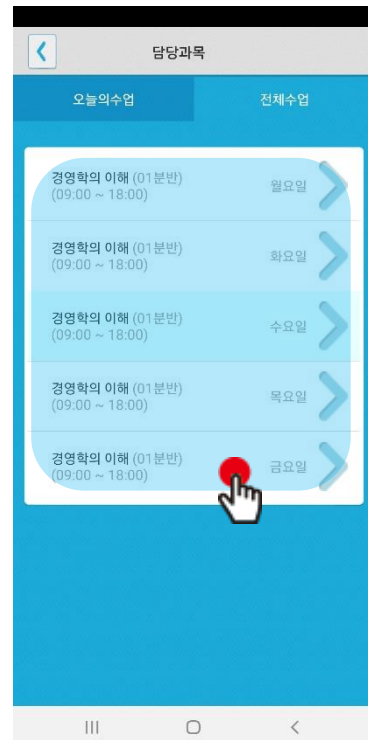 담당과목
오늘의수업 전체수업
경영학의 이해 (01분반)
(09:00 ~ 18:00)
월요일
경영학의 이해 (01분반)
(09:00 ~ 18:00)
화요일
경영학의 이해 (01분반)
(09:00 ~ 18:00)
수요일
경영학의 이해 (01분반)
(09:00 ~ 18:00)
목요일
경영학의 이해 (01분반)
(09:00 ~ 18:00)
금요일